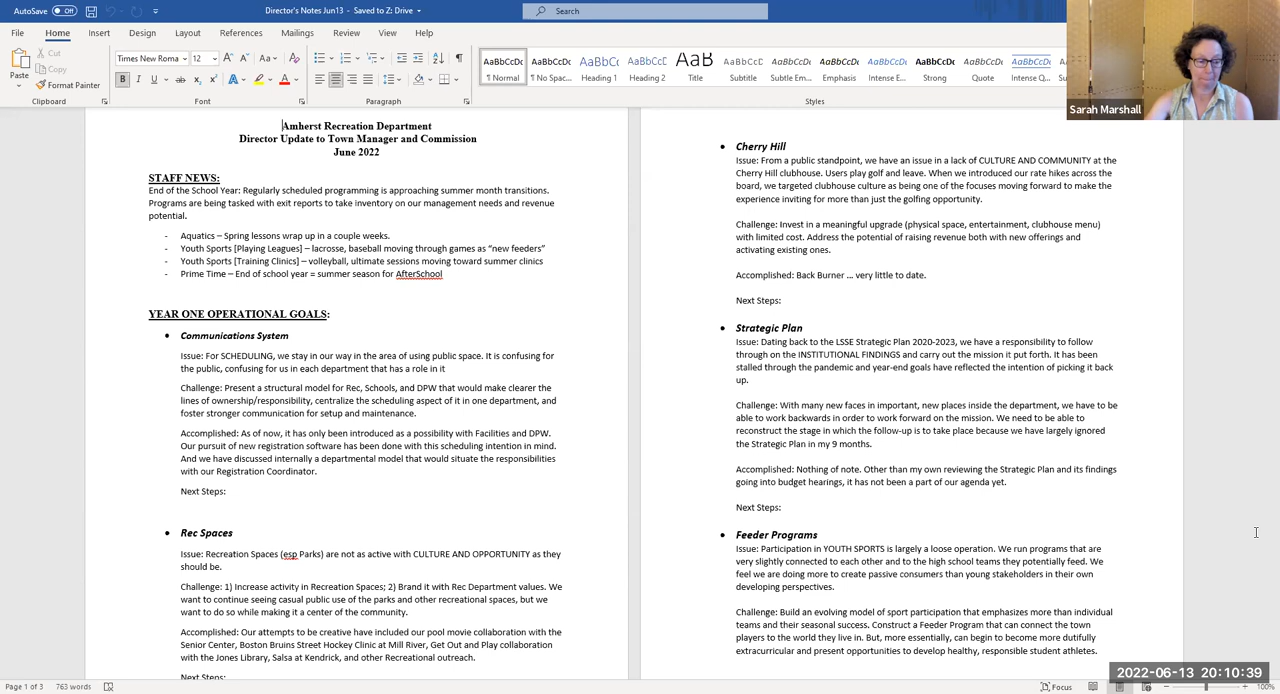 AutoSave Off Director's Notes Jun13 - Saved to Z: Drive Search
File Home Insert Design Layout References Mailings Review View Help
Cut
Copy
Paste
Format Painter
Clipboard
Times New Roma 12
Font
Paragraph
AaBbCcDc AaBbCcDc AaBbCc AaBbCcD AaB AaBbCcD AaBbCcDc AaBbCcDc AaBbCcDc AaBbCcDc AaBbCcDc AaBbCcDc
¶ Normal ¶ No Spac... Heading 1 Heading 2 Title Subtitle Subtle Em... Emphasis Intense E... Strong Quote Intense Q...
Styles
Sarah Marshall
Amherst Recreation Department
Director Update to Town Manager and Commission
June 2022
STAFF NEWS:
End of the School Year: Regularly scheduled programming is approaching summer month transitions.
Programs are being tasked with exit reports to take inventory on our management needs and revenue
potential.
- Aquatics – Spring lessons wrap up in a couple weeks.
- Youth Sports [Playing Leagues] – lacrosse, baseball moving through games as “new feeders”
- Youth Sports [Training Clinics] – volleyball, ultimate sessions moving toward summer clinics
- Prime Time – End of school year = summer season for AfterSchool
YEAR ONE OPERATIONAL GOALS:
• Communications System
Issue: For SCHEDULING, we stay in our way in the area of using public space. It is confusing for
the public, confusing for us in each department that has a role in it
Challenge: Present a structural model for Rec, Schools, and DPW that would make clearer the
lines of ownership/responsibility, centralize the scheduling aspect of it in one department, and
foster stronger communication for setup and maintenance.
Accomplished: As of now, it has only been introduced as a possibility with Facilities and DPW.
Our pursuit of new registration software has been done with this scheduling intention in mind.
And we have discussed internally a departmental model that would situate the responsibilities
with our Registration Coordinator.
Next Steps:
• Rec Spaces
Issue: Recreation Spaces (esp Parks) are not as active with CULTURE AND OPPORTUNITY as they
should be.
Challenge: 1) Increase activity in Recreation Spaces; 2) Brand it with Rec Department values. We
want to continue seeing casual public use of the parks and other recreational spaces, but we
want to do so while making it a center of the community.
Accomplished: Our attempts to be creative have included our pool movie collaboration with the
Senior Center, Boston Bruins Street Hockey Clinic at Mill River, Get Out and Play collaboration
with the Jones Library, Salsa at Kendrick, and other Recreational outreach.
Next Steps:
• Cherry Hill
Issue: From a public standpoint, we have an issue in a lack of CULTURE AND COMMUNITY at the
Cherry Hill clubhouse. Users play golf and leave. When we introduced our rate hikes across the
board, we targeted clubhouse culture as being one of the focuses moving forward to make the
experience inviting for more than just the golfing opportunity.
Challenge: Invest in a meaningful upgrade (physical space, entertainment, clubhouse menu)
with limited cost. Address the potential of raising revenue both with new offerings and
activating existing ones.
Accomplished: Back Burner ... very little to date.
Next Steps:
• Strategic Plan
Issue: Dating back to the LSSE Strategic Plan 2020-2023, we have a responsibility to follow
through on the INSTITUTIONAL FINDINGS and carry out the mission it put forth. It has been
stalled through the pandemic and year-end goals have reflected the intention of picking it back
up.
Challenge: With many new faces in important, new places inside the department, we have to be
able to work backwards in order to work forward on the mission. We need to be able to
reconstruct the stage in which the follow-up is to take place because we have largely ignored
the Strategic Plan in my 9 months.
Accomplished: Nothing of note. Other than my own reviewing the Strategic Plan and its findings
going into budget hearings, it has not been a part of our agenda yet.
Next Steps:
• Feeder Programs
Issue: Participation in YOUTH SPORTS is largely a loose operation. We run programs that are
very slightly connected to each other and to the high school teams they potentially feed. We
feel we are doing more to create passive consumers than young stakeholders in their own
developing perspectives.
Challenge: Build an evolving model of sport participation that emphasizes more than individual
teams and their seasonal success. Construct a Feeder Program that can connect the town
players to the world they live in. But, more essentially, can begin to become more dutifully
extracurricular and present opportunities to develop healthy, responsible student athletes.
2022-06-13 20:10:39
Page 1 of 3 763 words Focus 100%